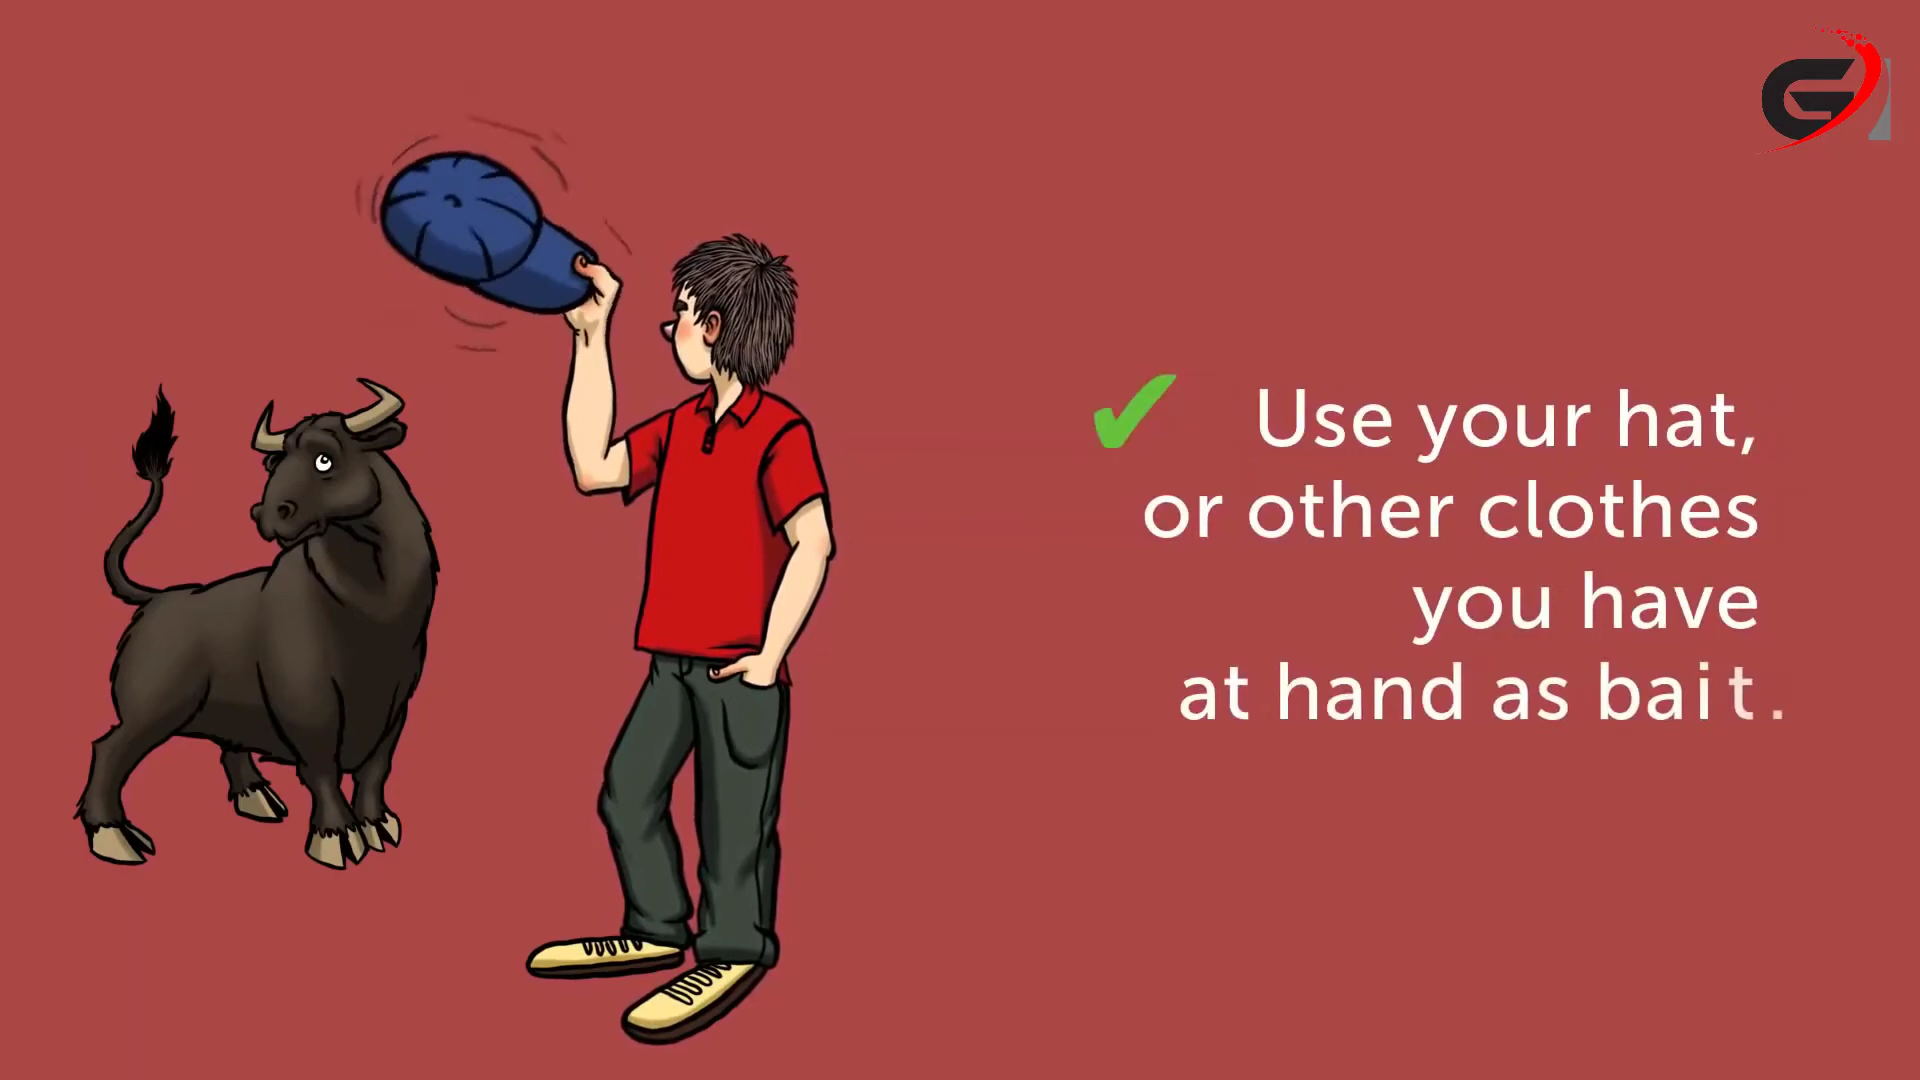 Use your hat,
or other clothes
you have
at hand as bait.